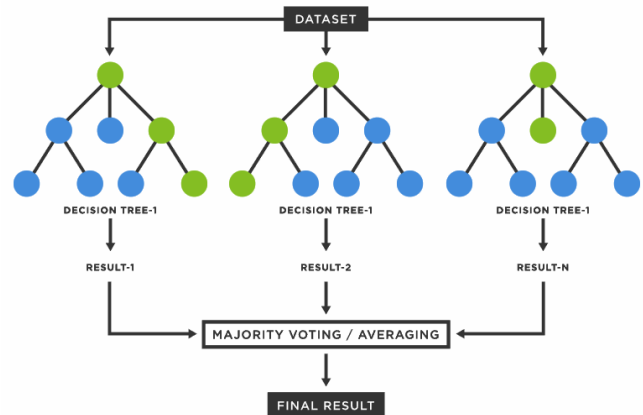 DATASET
DECISION TREE-1
DECISION TREE-1
DECISION TREE-1
RESULT-1
RESULT-2
RESULT-N
MAJORITY VOTING / AVERAGING
FINAL RESULT